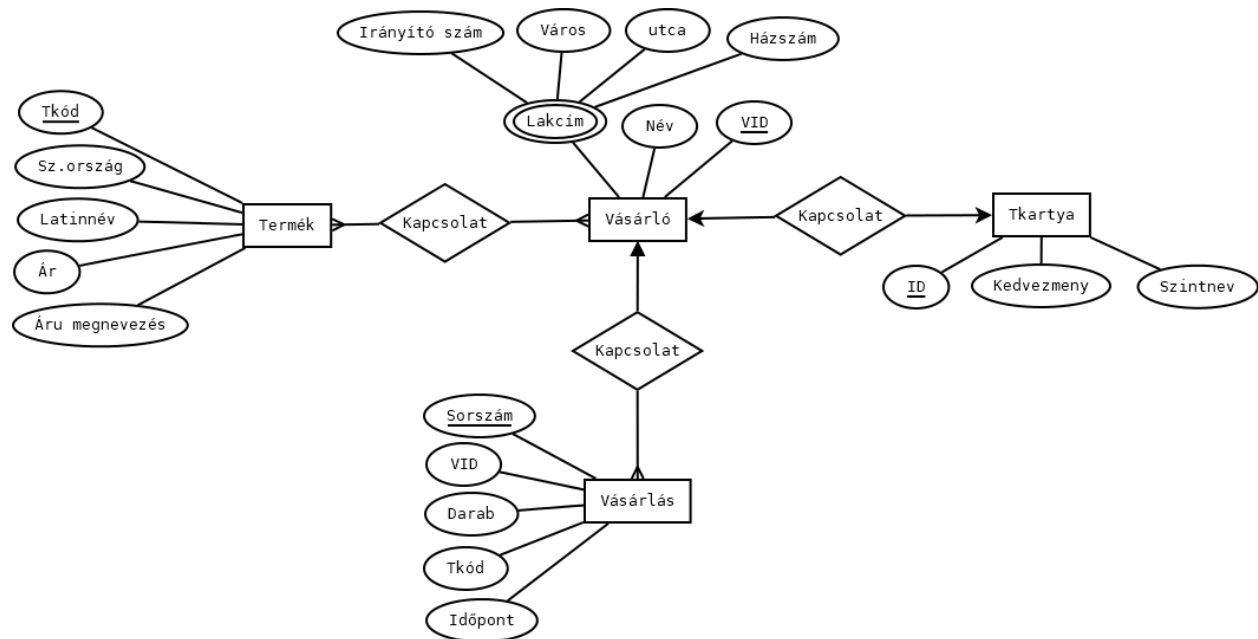 Irányító szám
Város
utca
Házszám
Tkód
Lakcím
Név
VID
Sz.ország
Latinnév
Termék
Kapcsolat
Vásárló
Kapcsolat
Tkartya
Ár
ID
Kedvezmeny
Szintnev
Áru megnevezés
Kapcsolat
Sorszám
VID
Vásárlás
Darab
Tkód
Időpont